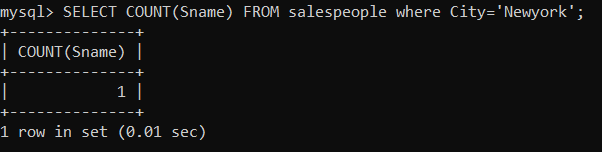 mysql> SELECT COUNT(Sname) FROM salespeople where City='Newyork';
+--------------+
| COUNT(Sname) |
+--------------+
|            1 |
+--------------+
1 row in set (0.01 sec)